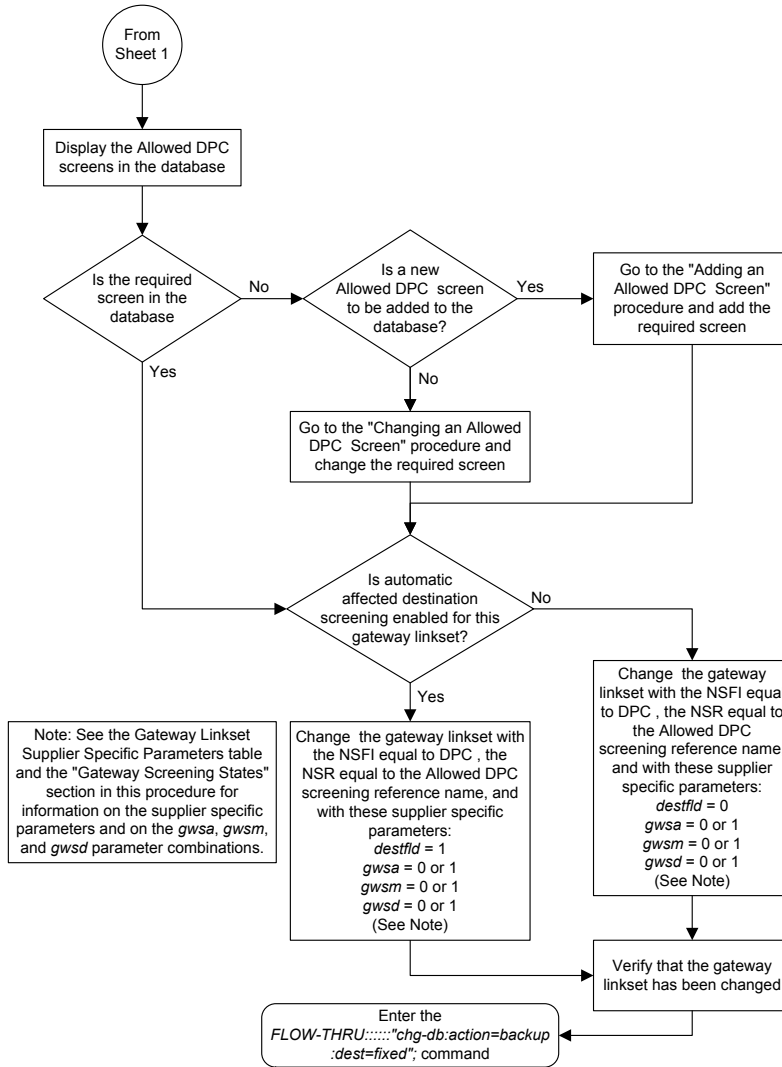 From
Sheet 1
Display the Allowed DPC
screens in the database
Is the required
screen in the
database
No
Is a new
Allowed DPC screen
to be added to the
database?
Yes
Go to the "Adding an
Allowed DPC Screen"
procedure and add the
required screen
Yes
No
Go to the "Changing an Allowed
DPC Screen" procedure and
change the required screen
Is automatic
affected destination
screening enabled for this
gateway linkset?
No
Yes
Note: See the Gateway Linkset
Supplier Specific Parameters table
and the "Gateway Screening States"
section in this procedure for
information on the supplier specific
parameters and on the gwsa, gwsm,
and gwsd parameter combinations.
Change the gateway linkset with
the NSFI equal to DPC , the
NSR equal to the Allowed DPC
screening reference name, and
with these supplier specific
parameters:
destfld = 1
gwsa = 0 or 1
gwsm = 0 or 1
gwsd = 0 or 1
(See Note)
Change the gateway
linkset with the NSFI equal
to DPC , the NSR equal to
the Allowed DPC
screening reference name,
and with these supplier
specific parameters:
destfld = 0
gwsa = 0 or 1
gwsm = 0 or 1
gwsd = 0 or 1
(See Note)
Verify that the gateway
linkset has been changed
Enter the
FLOW-THRU::::::"chg-db:action=backup
:dest=fixed"; command